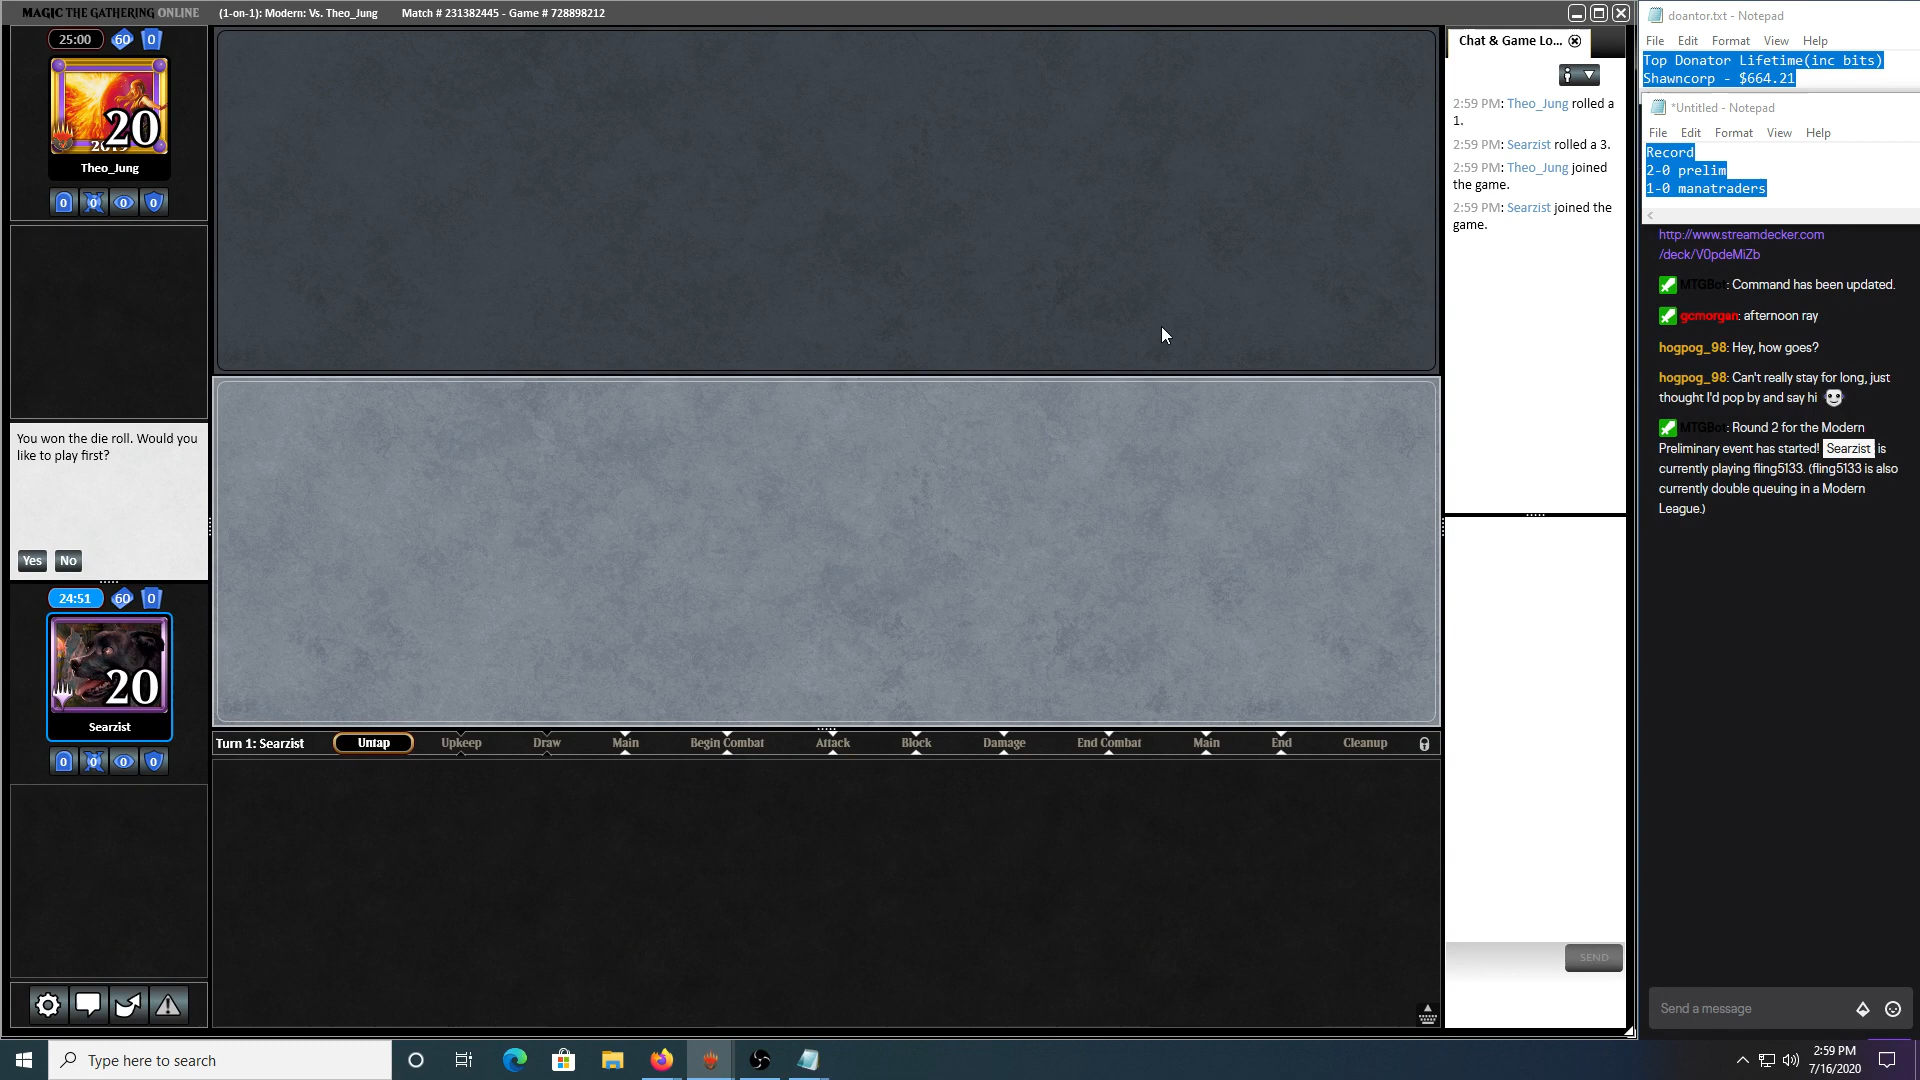 MAGIC THE GATHERING ONLINE (1-on-1): Modern: Vs. Theo_Jung Match # 231382445 - Game # 728898212
25:00 60 0
20
Theo_Jung
0 0 0 0
You won the die roll. Would you
like to play first?
Yes No
24:51 60 0
20
Searzist
0 0 0 0
Turn 1: Searzist Untap Upkeep Draw Main Begin Combat Attack Block Damage End Combat Main End Cleanup
Chat & Game Lo...
2:59 PM: Theo_Jung rolled a
1.
2:59 PM: Searzist rolled a 3.
2:59 PM: Theo_Jung joined
the game.
2:59 PM: Searzist joined the
game.
SEND
doantor.txt - Notepad
File Edit Format View Help
Top Donator Lifetime(inc bits)
Shawncorp - $664.21
*Untitled - Notepad
File Edit Format View Help
Record
2-0 prelim
1-0 manatraders
http://www.streamdecker.com
/deck/V0pdeMiZb
MTGBot: Command has been updated.
gcmorgan: afternoon ray
hogpog_98: Hey, how goes?
hogpog_98: Can't really stay for long, just
thought I'd pop by and say hi
MTGBot: Round 2 for the Modern
Preliminary event has started! Searzist is
currently playing fling5133. (fling5133 is also
currently double queuing in a Modern
League.)
Send a message
Type here to search
2:59 PM
7/16/2020